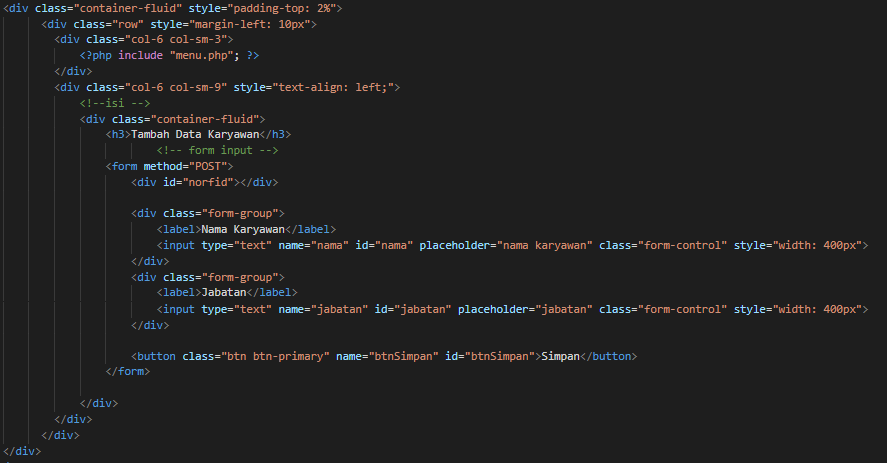 <div class="container-fluid" style="padding-top: 2%">
<div class="row" style="margin-left: 10px">
<div class="col-6 col-sm-3">
<?php include "menu.php"; ?>
</div>
<div class="col-6 col-sm-9" style="text-align: left;">
<!--isi -->
<div class="container-fluid">
<h3>Tambah Data Karyawan</h3>
<!-- form input -->
<form method="POST">
<div id="norfid"></div>
<div class="form-group">
<label>Nama Karyawan</label>
<input type="text" name="nama" id="nama" placeholder="nama karyawan" class="form-control" style="width: 400px">
</div>
<div class="form-group">
<label>Jabatan</label>
<input type="text" name="jabatan" id="jabatan" placeholder="jabatan" class="form-control" style="width: 400px">
</div>
<button class="btn btn-primary" name="btnSimpan" id="btnSimpan">Simpan</button>
</form>
</div>
</div>
</div>
</div>